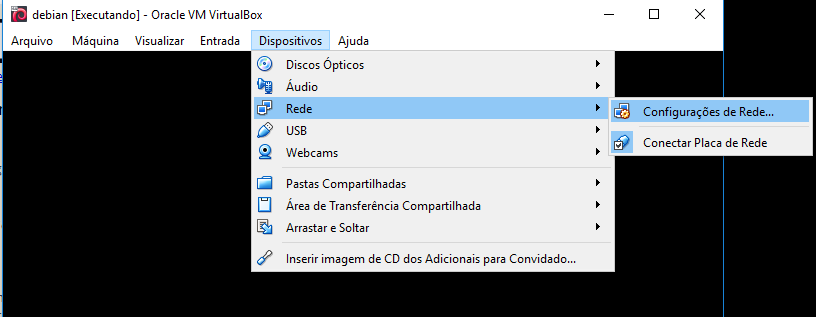 debian [Executando] - Oracle VM VirtualBox
Arquivo Máquina Visualizar Entrada Dispositivos Ajuda
Discos Ópticos
Áudio
Rede
USB
Webcams
Pastas Compartilhadas
Área de Transferência Compartilhada
Arrastar e Soltar
Inserir imagem de CD dos Adicionais para Convidado...
Configurações de Rede...
Conectar Placa de Rede